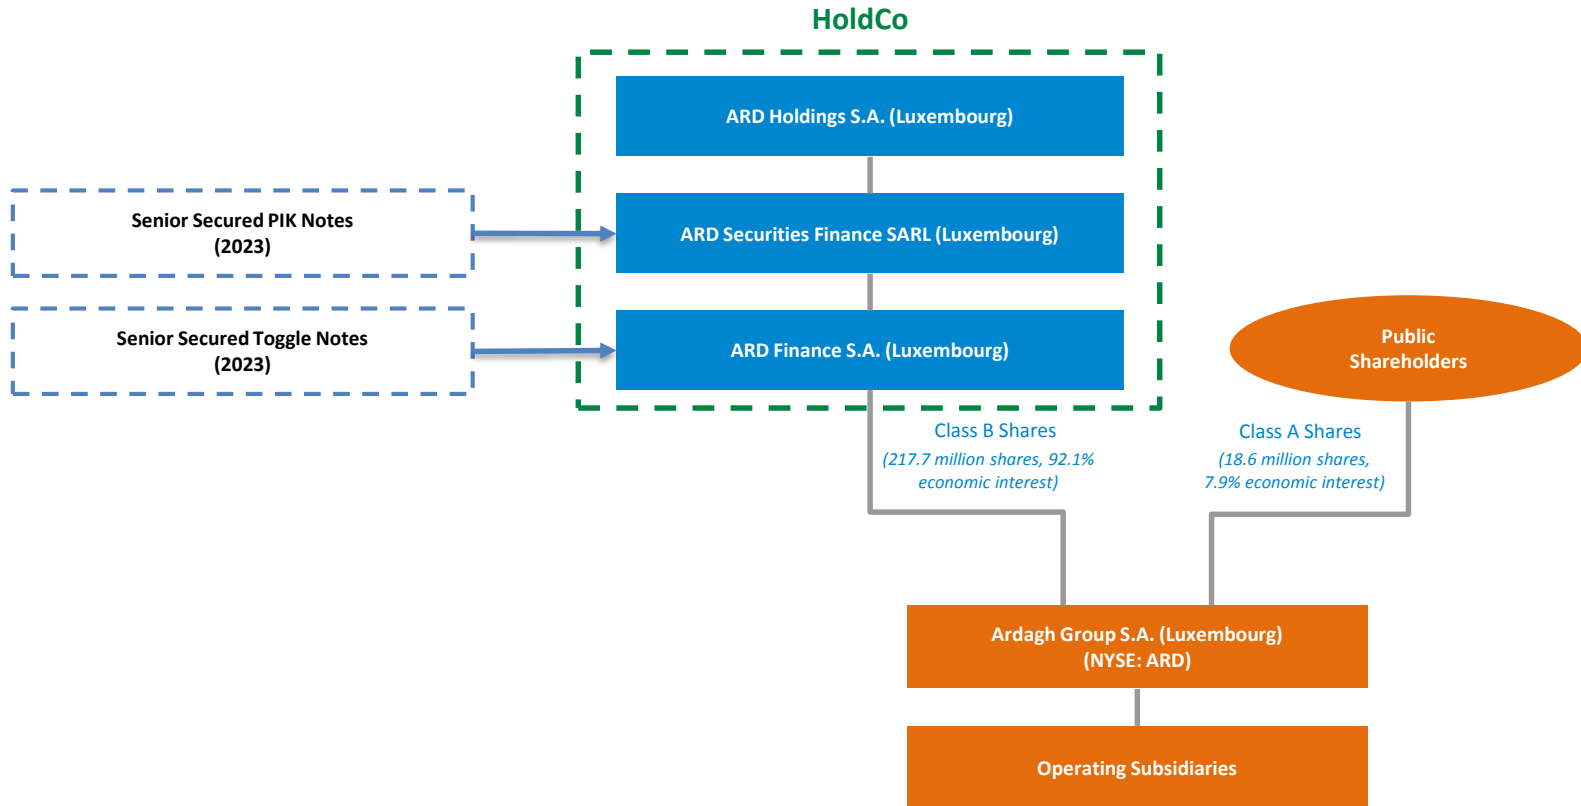 HoldCo
ARD Holdings S.A. (Luxembourg)
Senior Secured PIK Notes
(2023)
ARD Securities Finance SARL (Luxembourg)
Senior Secured Toggle Notes
(2023)
ARD Finance S.A. (Luxembourg)
Public
Shareholders
Class B Shares
(217.7 million shares, 92.1%
economic interest)
Class A Shares
(18.6 million shares,
7.9% economic interest)
Ardagh Group S.A. (Luxembourg)
(NYSE: ARD)
Operating Subsidiaries